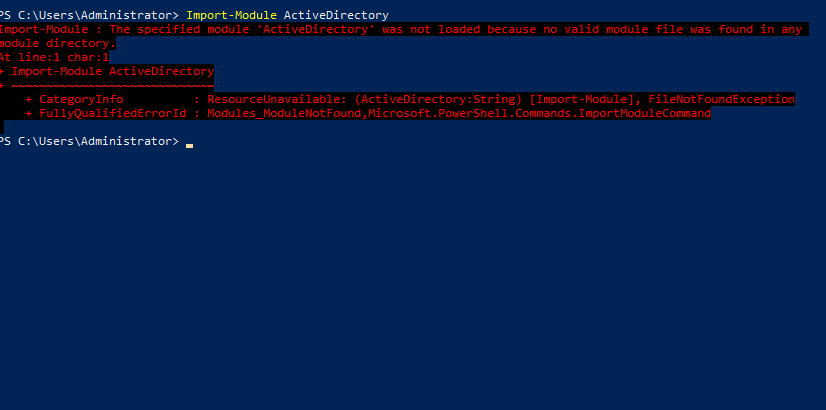 PS C:\Users\Administrator> Import-Module ActiveDirectory
Import-Module : The specified module 'ActiveDirectory' was not loaded because no valid module file was found in any
module directory.
At line:1 char:1
+ Import-Module ActiveDirectory
+ ~~~~~~~~~~~~~~~~~~~~~~~~~~~~~
    + CategoryInfo          : ResourceUnavailable: (ActiveDirectory:String) [Import-Module], FileNotFoundException
    + FullyQualifiedErrorId : Modules_ModuleNotFound,Microsoft.PowerShell.Commands.ImportModuleCommand
PS C:\Users\Administrator>